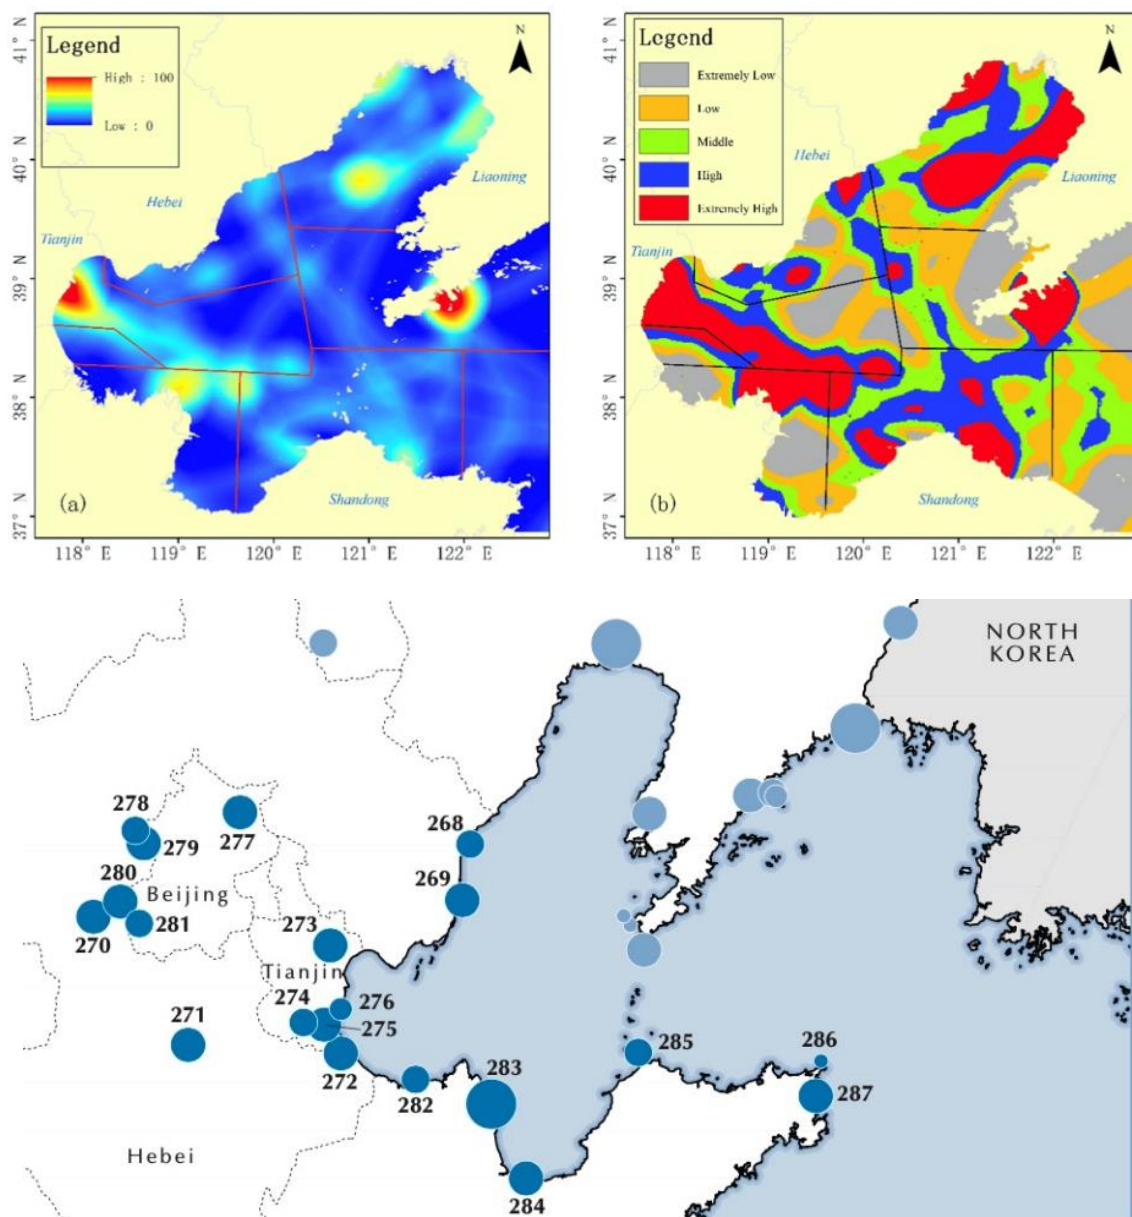 Legend
High : 100
Low : 0
N
Hebei
Liaoning
Tianjin
Shandong
(a)
41° N
40° N
39° N
38° N
37° N
118° E
119° E
120° E
121° E
122° E
Legend
Extremely Low
Low
Middle
High
Extremely High
N
Hebei
Liaoning
Tianjin
Shandong
(b)
41° N
40° N
39° N
38° N
37° N
118° E
119° E
120° E
121° E
122° E
NORTH
KOREA
278
279
277
268
280
Beijing
269
270
281
273
Tianjin
274
276
271
275
272
282
283
285
286
287
Hebei
284